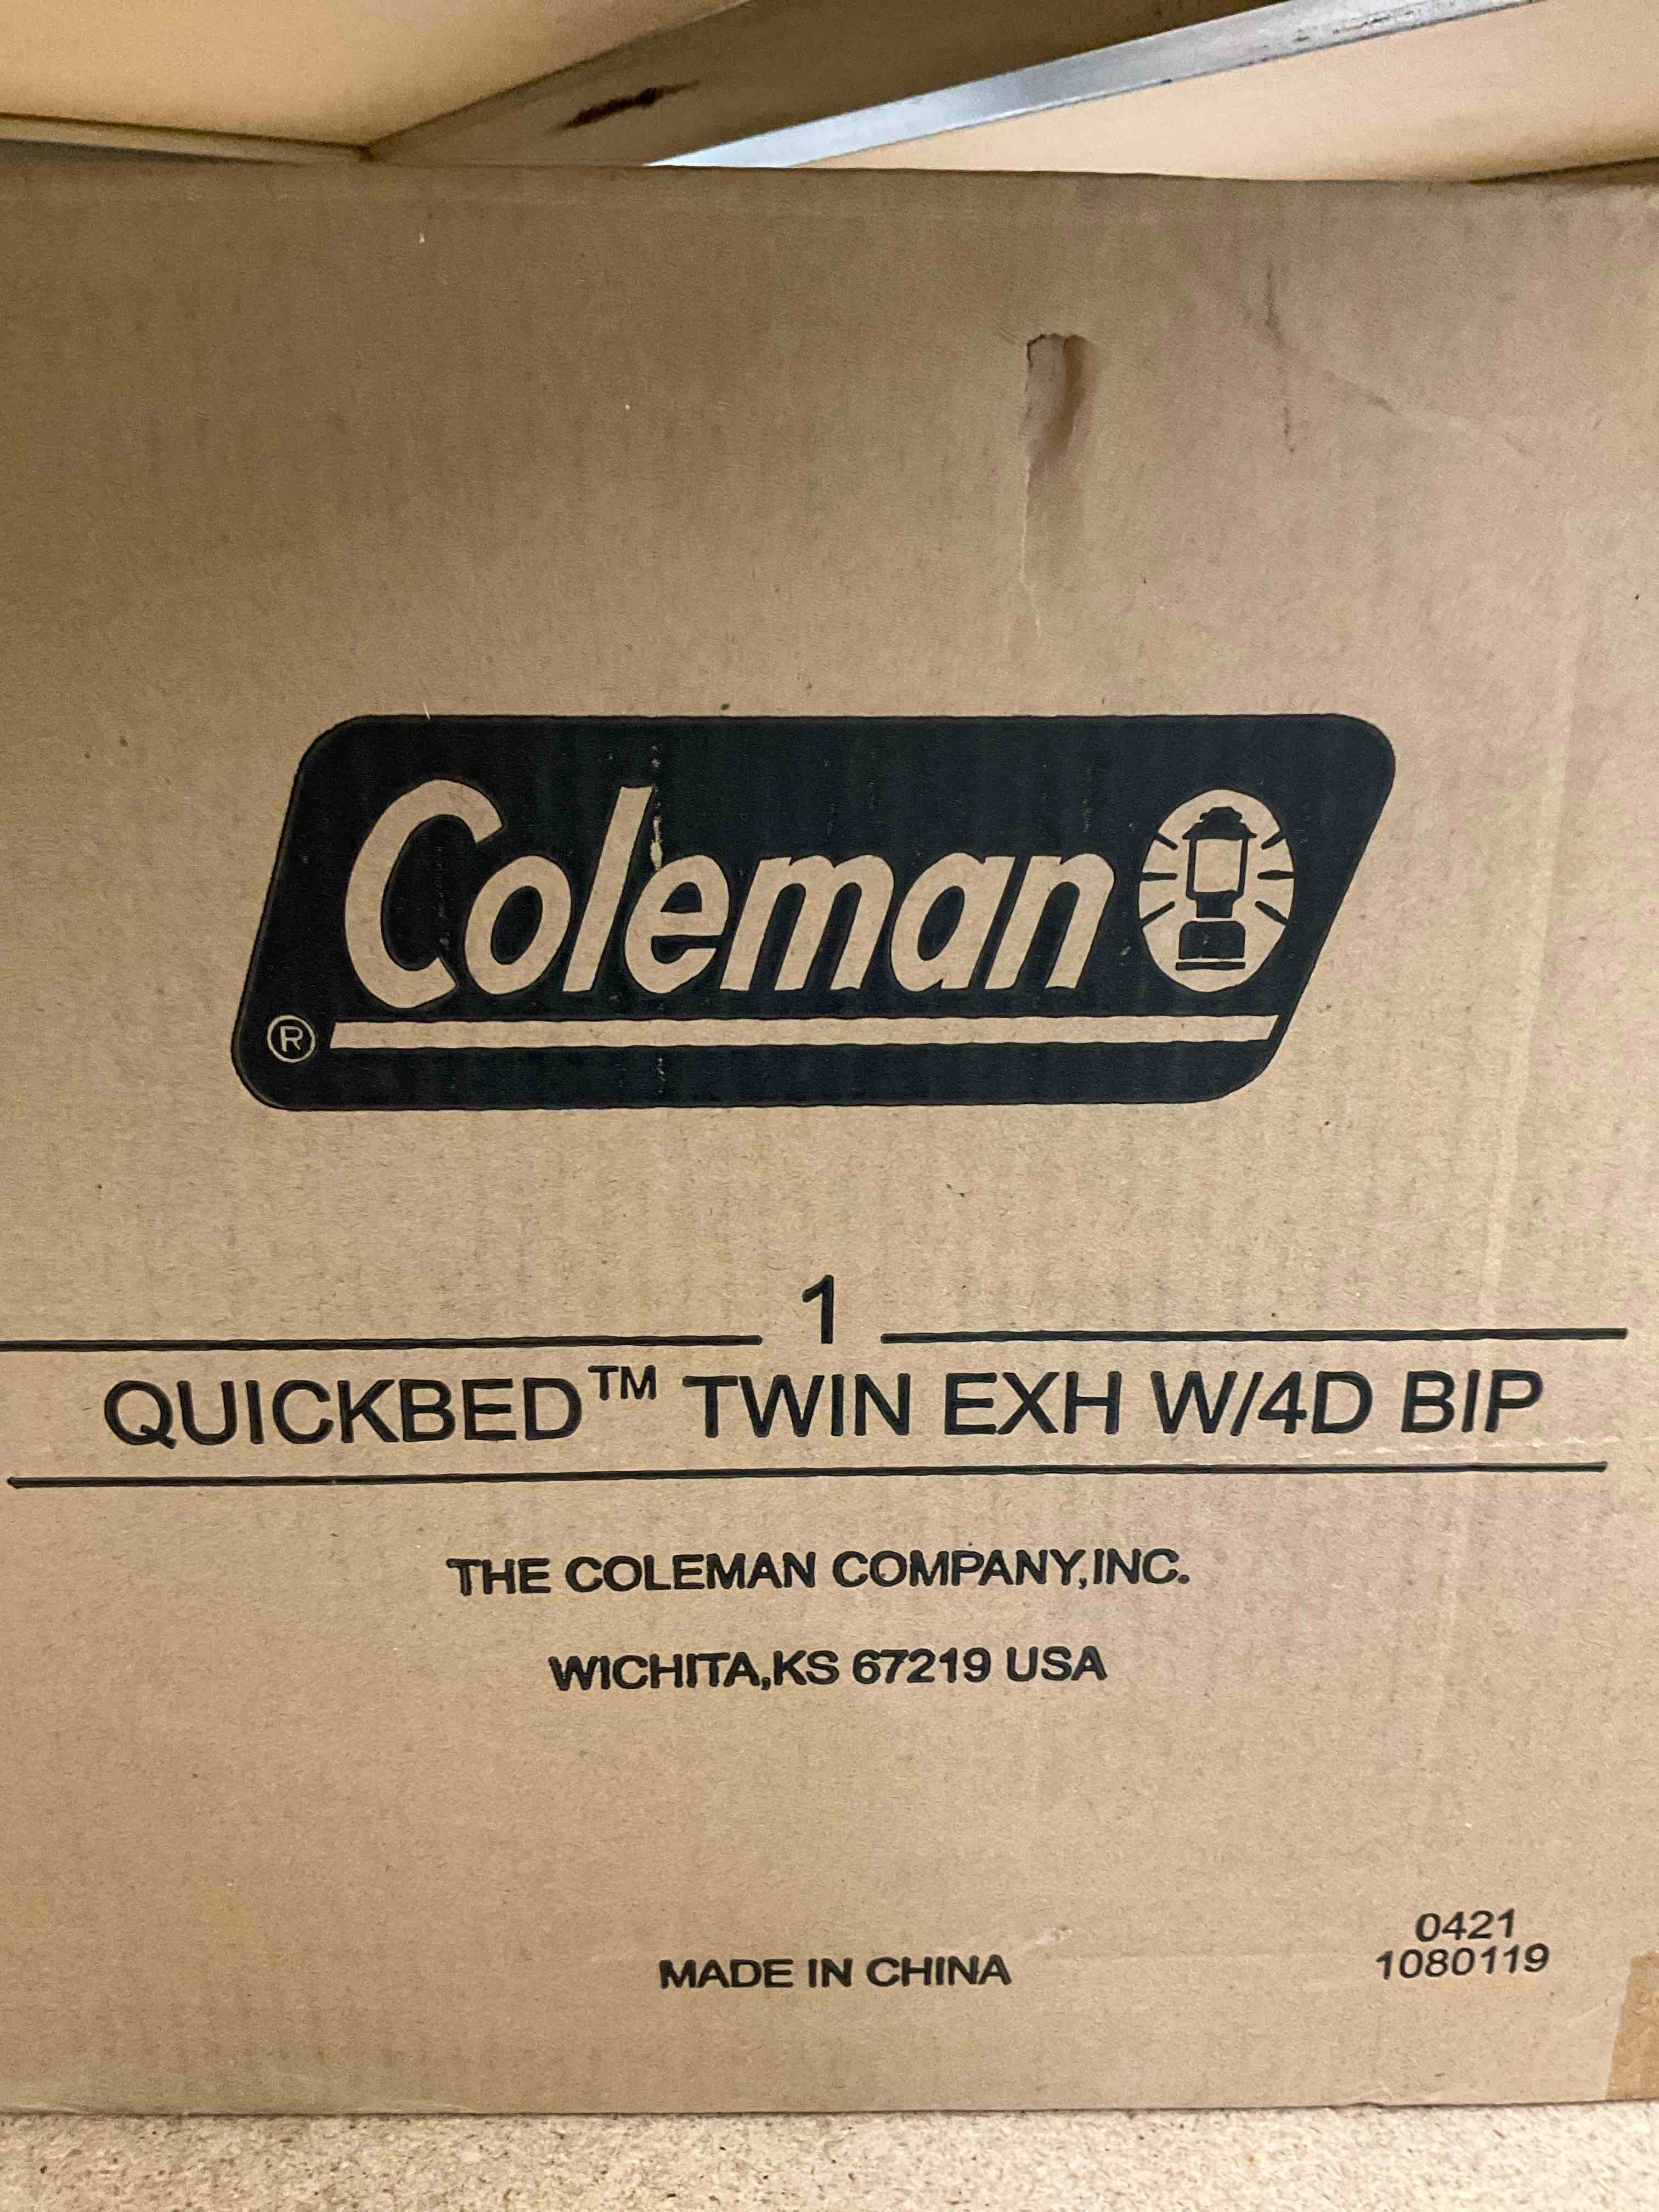 Coleman
®
1
QUICKBED™ TWIN EXH W/4D BIP
THE COLEMAN COMPANY,INC.
WICHITA,KS 67219 USA
MADE IN CHINA
0421
1080119